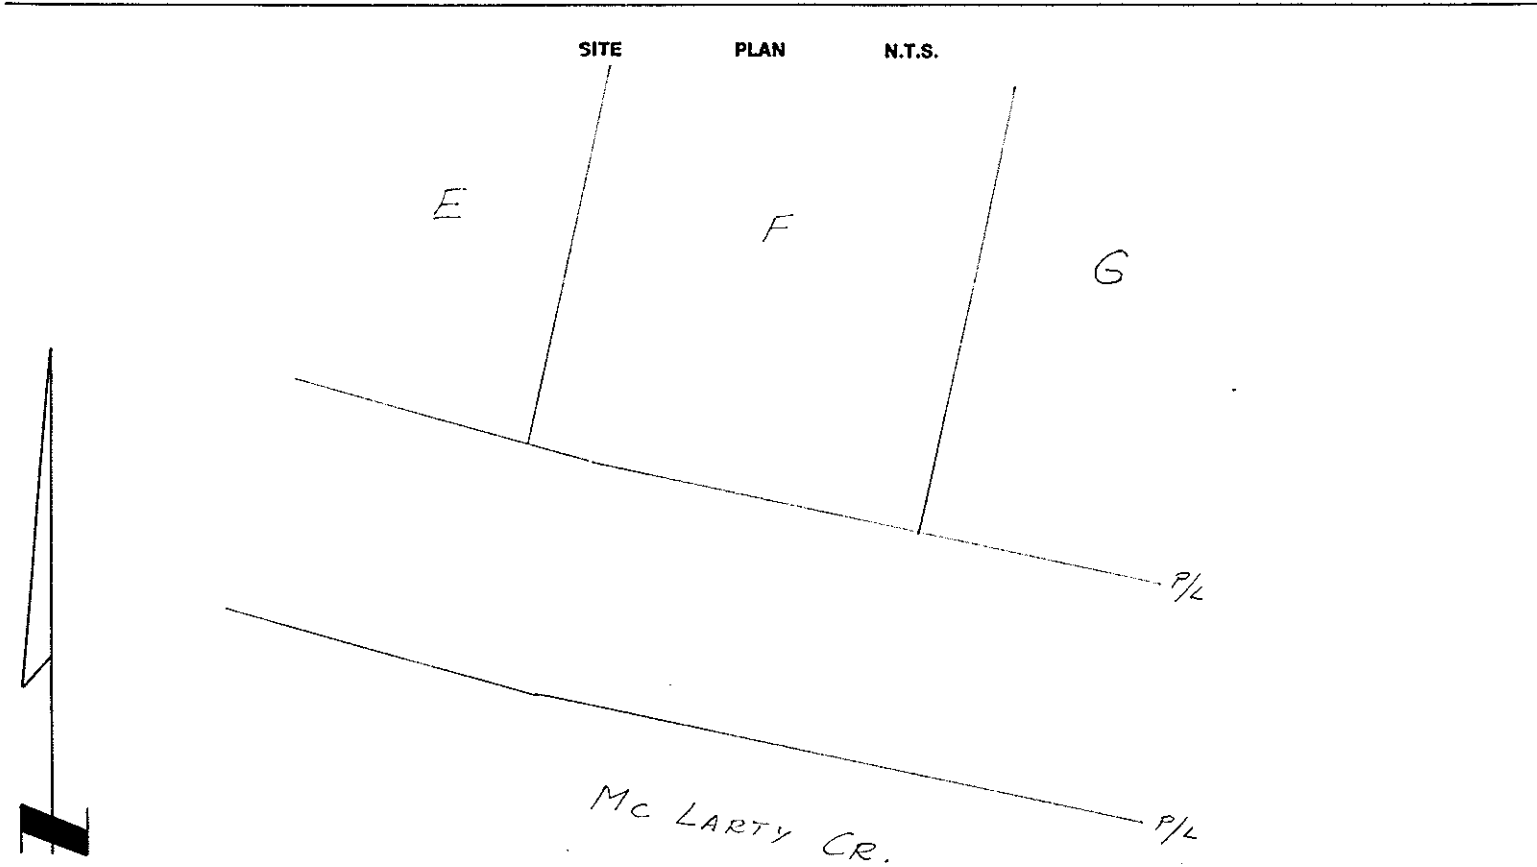 SITE PLAN N.T.S.
E
F
G
P/L
P/L
Mc LARTY CR.
N